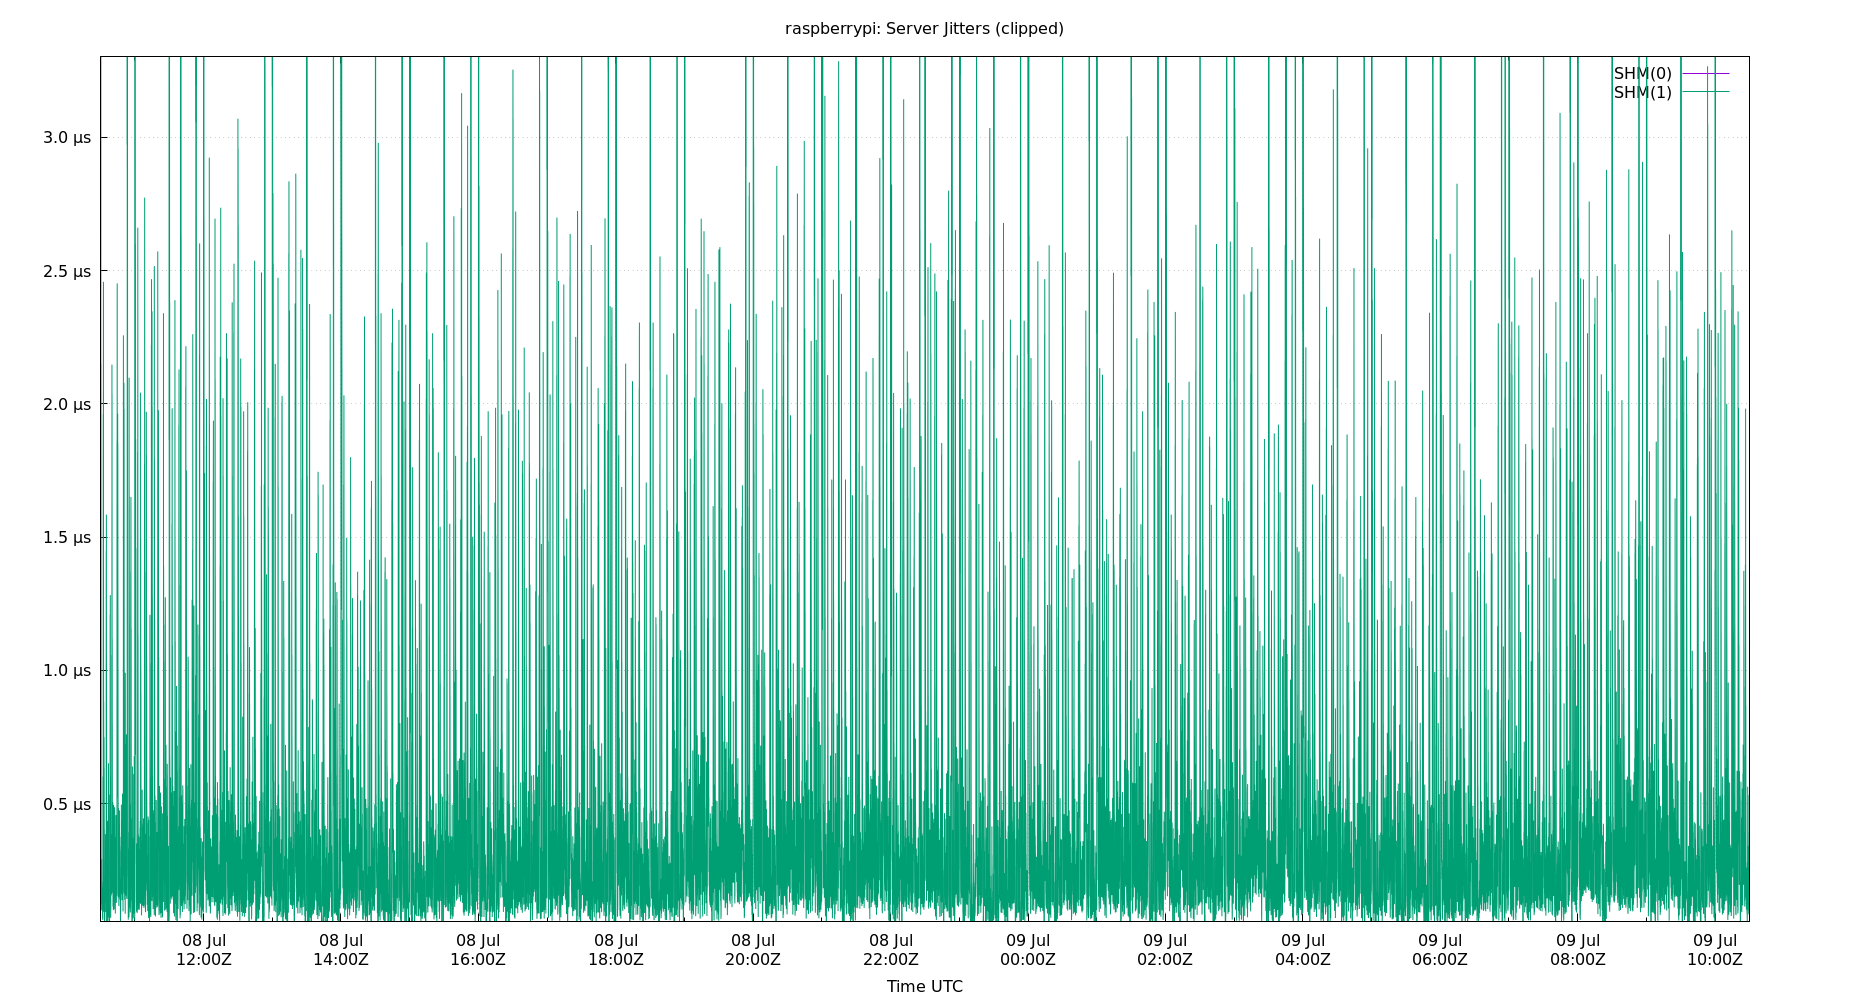 raspberrypi: Server Jitters (clipped)
SHM(0)
SHM(1)
3.0 µs
2.5 µs
2.0 µs
1.5 µs
1.0 µs
0.5 µs
08 Jul 08 Jul 08 Jul 08 Jul 08 Jul 08 Jul 09 Jul 09 Jul 09 Jul 09 Jul 09 Jul 09 Jul
12:00Z 14:00Z 16:00Z 18:00Z 20:00Z 22:00Z 00:00Z 02:00Z 04:00Z 06:00Z 08:00Z 10:00Z
Time UTC